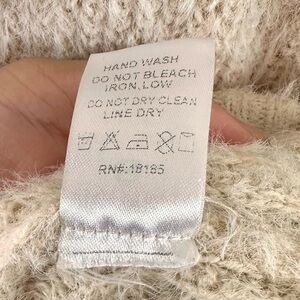 HAND WASH
DO NOT BLEACH
IRON, LOW
DO NOT DRY CLEAN
LINE DRY
RN#:18185